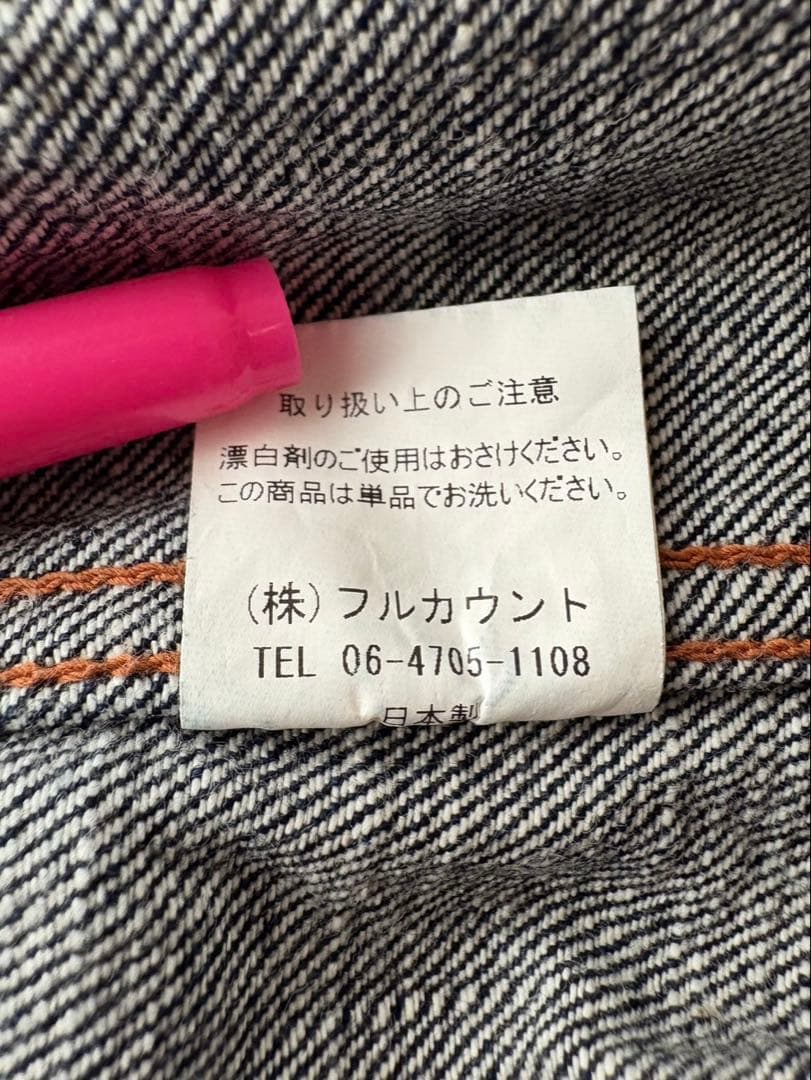 取り扱い上のご注意
漂白剤のご使用はおさけください。
この商品は単品でお洗いください。
(株)フルカウント
TEL 06-4705-1108
日本製